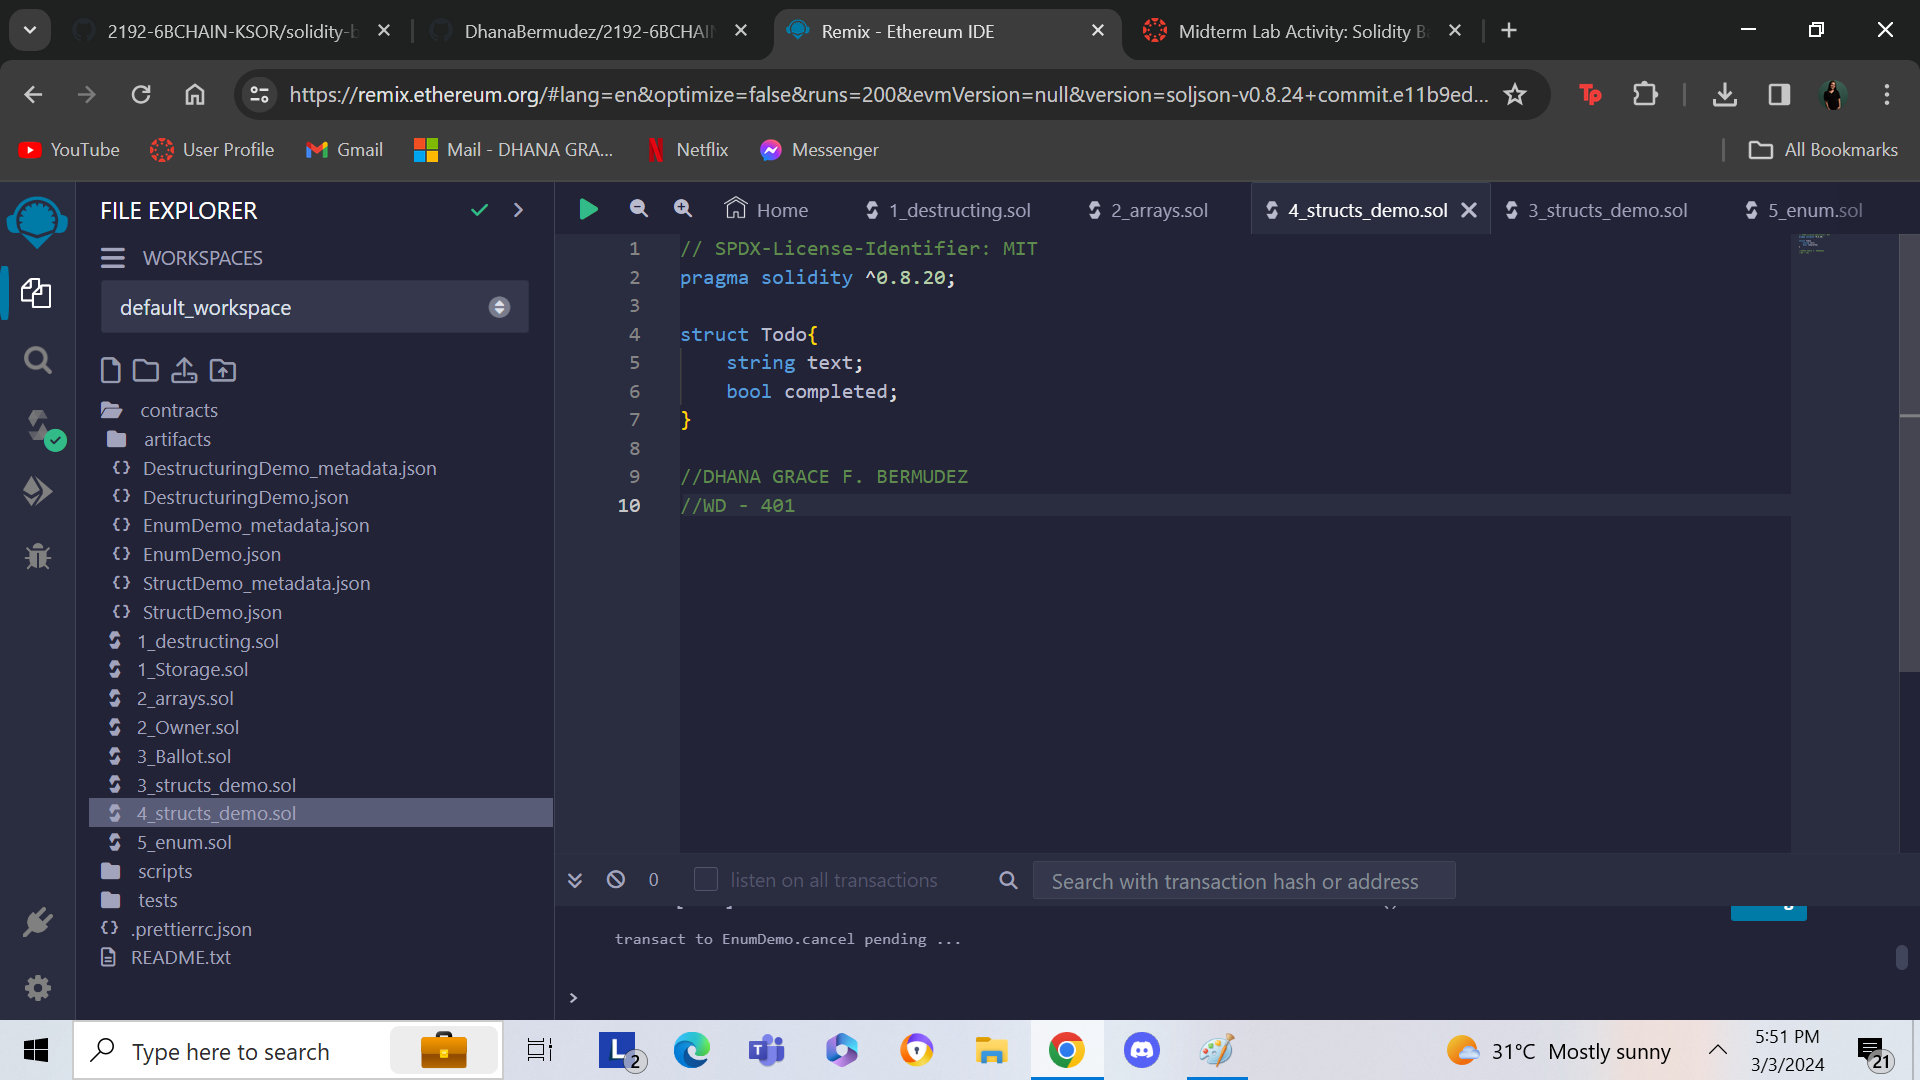 2192-6BCHAIN-KSOR/solidity-b
DhanaBermudez/2192-6BCHAIN
Remix - Ethereum IDE
Midterm Lab Activity: Solidity Ba
https://remix.ethereum.org/#lang=en&optimize=false&runs=200&evmVersion=null&version=soljson-v0.8.24+commit.e11b9ed...
Tp
YouTube
User Profile
Gmail
Mail - DHANA GRA...
Netflix
Messenger
All Bookmarks
FILE EXPLORER
WORKSPACES
default_workspace
contracts
artifacts
DestructuringDemo_metadata.json
DestructuringDemo.json
EnumDemo_metadata.json
EnumDemo.json
StructDemo_metadata.json
StructDemo.json
1_destructing.sol
1_Storage.sol
2_arrays.sol
2_Owner.sol
3_Ballot.sol
3_structs_demo.sol
4_structs_demo.sol
5_enum.sol
scripts
tests
.prettierrc.json
README.txt
Home
1_destructing.sol
2_arrays.sol
4_structs_demo.sol
3_structs_demo.sol
5_enum.sol
1 // SPDX-License-Identifier: MIT
2 pragma solidity ^0.8.20;
3
4 struct Todo{
5 string text;
6 bool completed;
7 }
8
9 //DHANA GRACE F. BERMUDEZ
10 //WD - 401
0
listen on all transactions
Search with transaction hash or address
transact to EnumDemo.cancel pending ...
>
Type here to search
L
2
31°C Mostly sunny
5:51 PM
3/3/2024
21